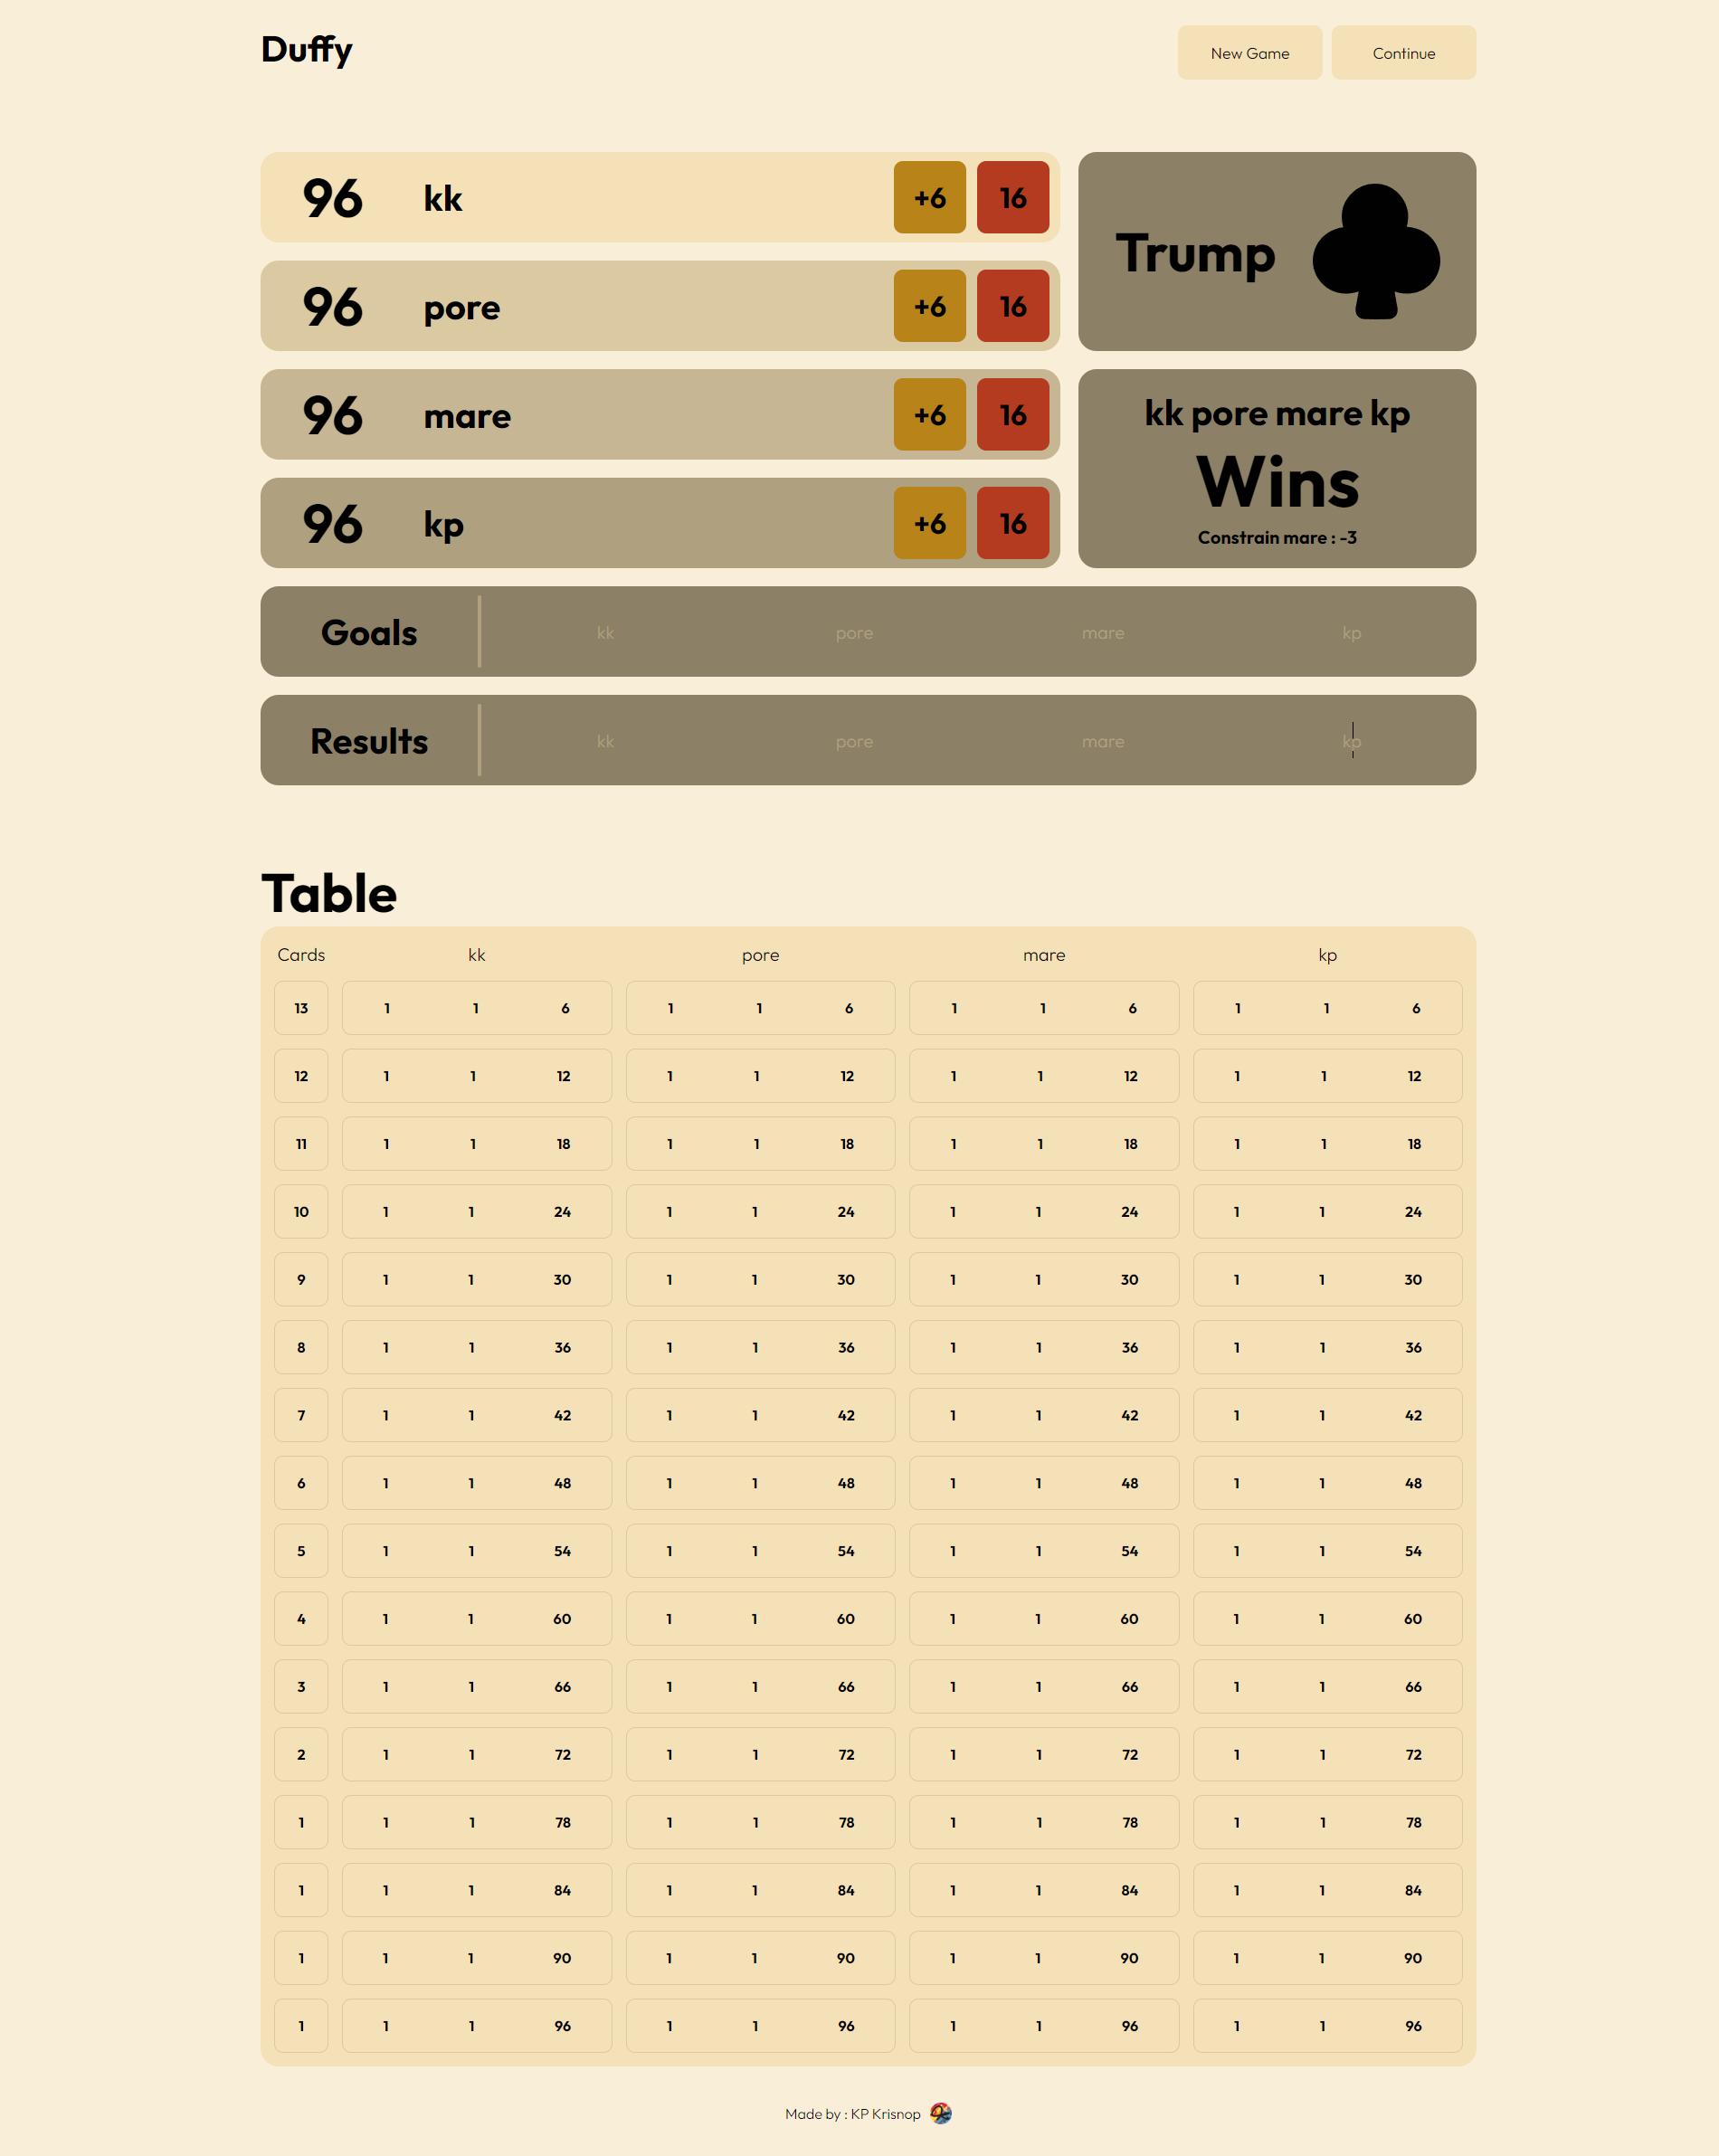 Duffy
New Game Continue
96 kk +6 16
96 pore +6 16
96 mare +6 16
96 kp +6 16
Trump
kk pore mare kp
Wins
Constrain mare : -3
Goals kk pore mare kp
Results kk pore mare kp
Table
Cards kk pore mare kp
13 1 1 6 1 1 6 1 1 6 1 1 6
12 1 1 12 1 1 12 1 1 12 1 1 12
11 1 1 18 1 1 18 1 1 18 1 1 18
10 1 1 24 1 1 24 1 1 24 1 1 24
9 1 1 30 1 1 30 1 1 30 1 1 30
8 1 1 36 1 1 36 1 1 36 1 1 36
7 1 1 42 1 1 42 1 1 42 1 1 42
6 1 1 48 1 1 48 1 1 48 1 1 48
5 1 1 54 1 1 54 1 1 54 1 1 54
4 1 1 60 1 1 60 1 1 60 1 1 60
3 1 1 66 1 1 66 1 1 66 1 1 66
2 1 1 72 1 1 72 1 1 72 1 1 72
1 1 1 78 1 1 78 1 1 78 1 1 78
1 1 1 84 1 1 84 1 1 84 1 1 84
1 1 1 90 1 1 90 1 1 90 1 1 90
1 1 1 96 1 1 96 1 1 96 1 1 96
Made by : KP Krisnop